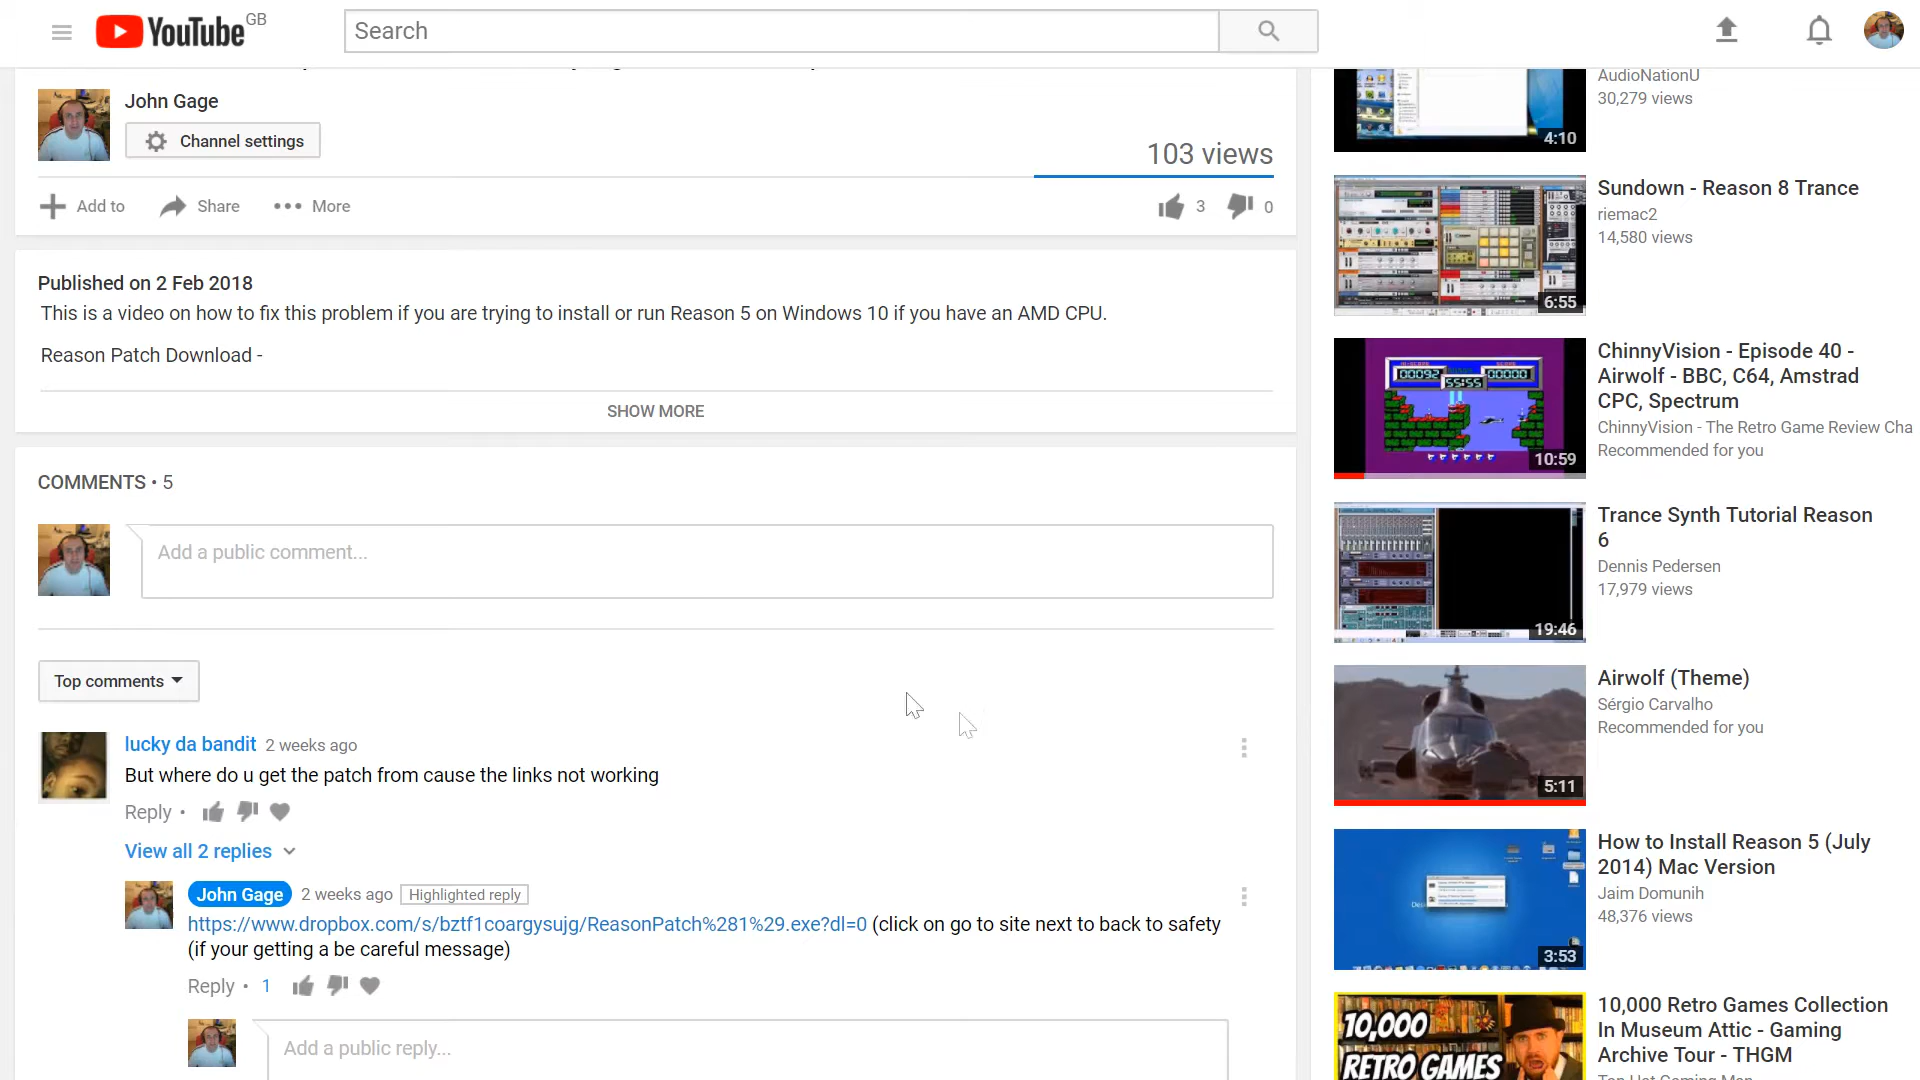 YouTube GB
Search
John Gage
Channel settings
103 views
Add to
Share
More
3
0
Published on 2 Feb 2018
This is a video on how to fix this problem if you are trying to install or run Reason 5 on Windows 10 if you have an AMD CPU.
Reason Patch Download -
SHOW MORE
COMMENTS • 5
Add a public comment...
Top comments
lucky da bandit 2 weeks ago
But where do u get the patch from cause the links not working
Reply •
View all 2 replies
John Gage 2 weeks ago Highlighted reply
https://www.dropbox.com/s/bztf1coargysujg/ReasonPatch%281%29.exe?dl=0 (click on go to site next to back to safety
(if your getting a be careful message)
Reply • 1
Add a public reply...
AudioNationU
30,279 views
4:10
Sundown - Reason 8 Trance
riemac2
14,580 views
6:55
ChinnyVision - Episode 40 -
Airwolf - BBC, C64, Amstrad
CPC, Spectrum
ChinnyVision - The Retro Game Review Cha
Recommended for you
00092
55:55
00000
10:59
Trance Synth Tutorial Reason
6
Dennis Pedersen
17,979 views
19:46
Airwolf (Theme)
Sérgio Carvalho
Recommended for you
5:11
How to Install Reason 5 (July
2014) Mac Version
Jaim Domunih
48,376 views
3:53
10,000 Retro Games Collection
In Museum Attic - Gaming
Archive Tour - THGM
10,000
RETRO GAMES